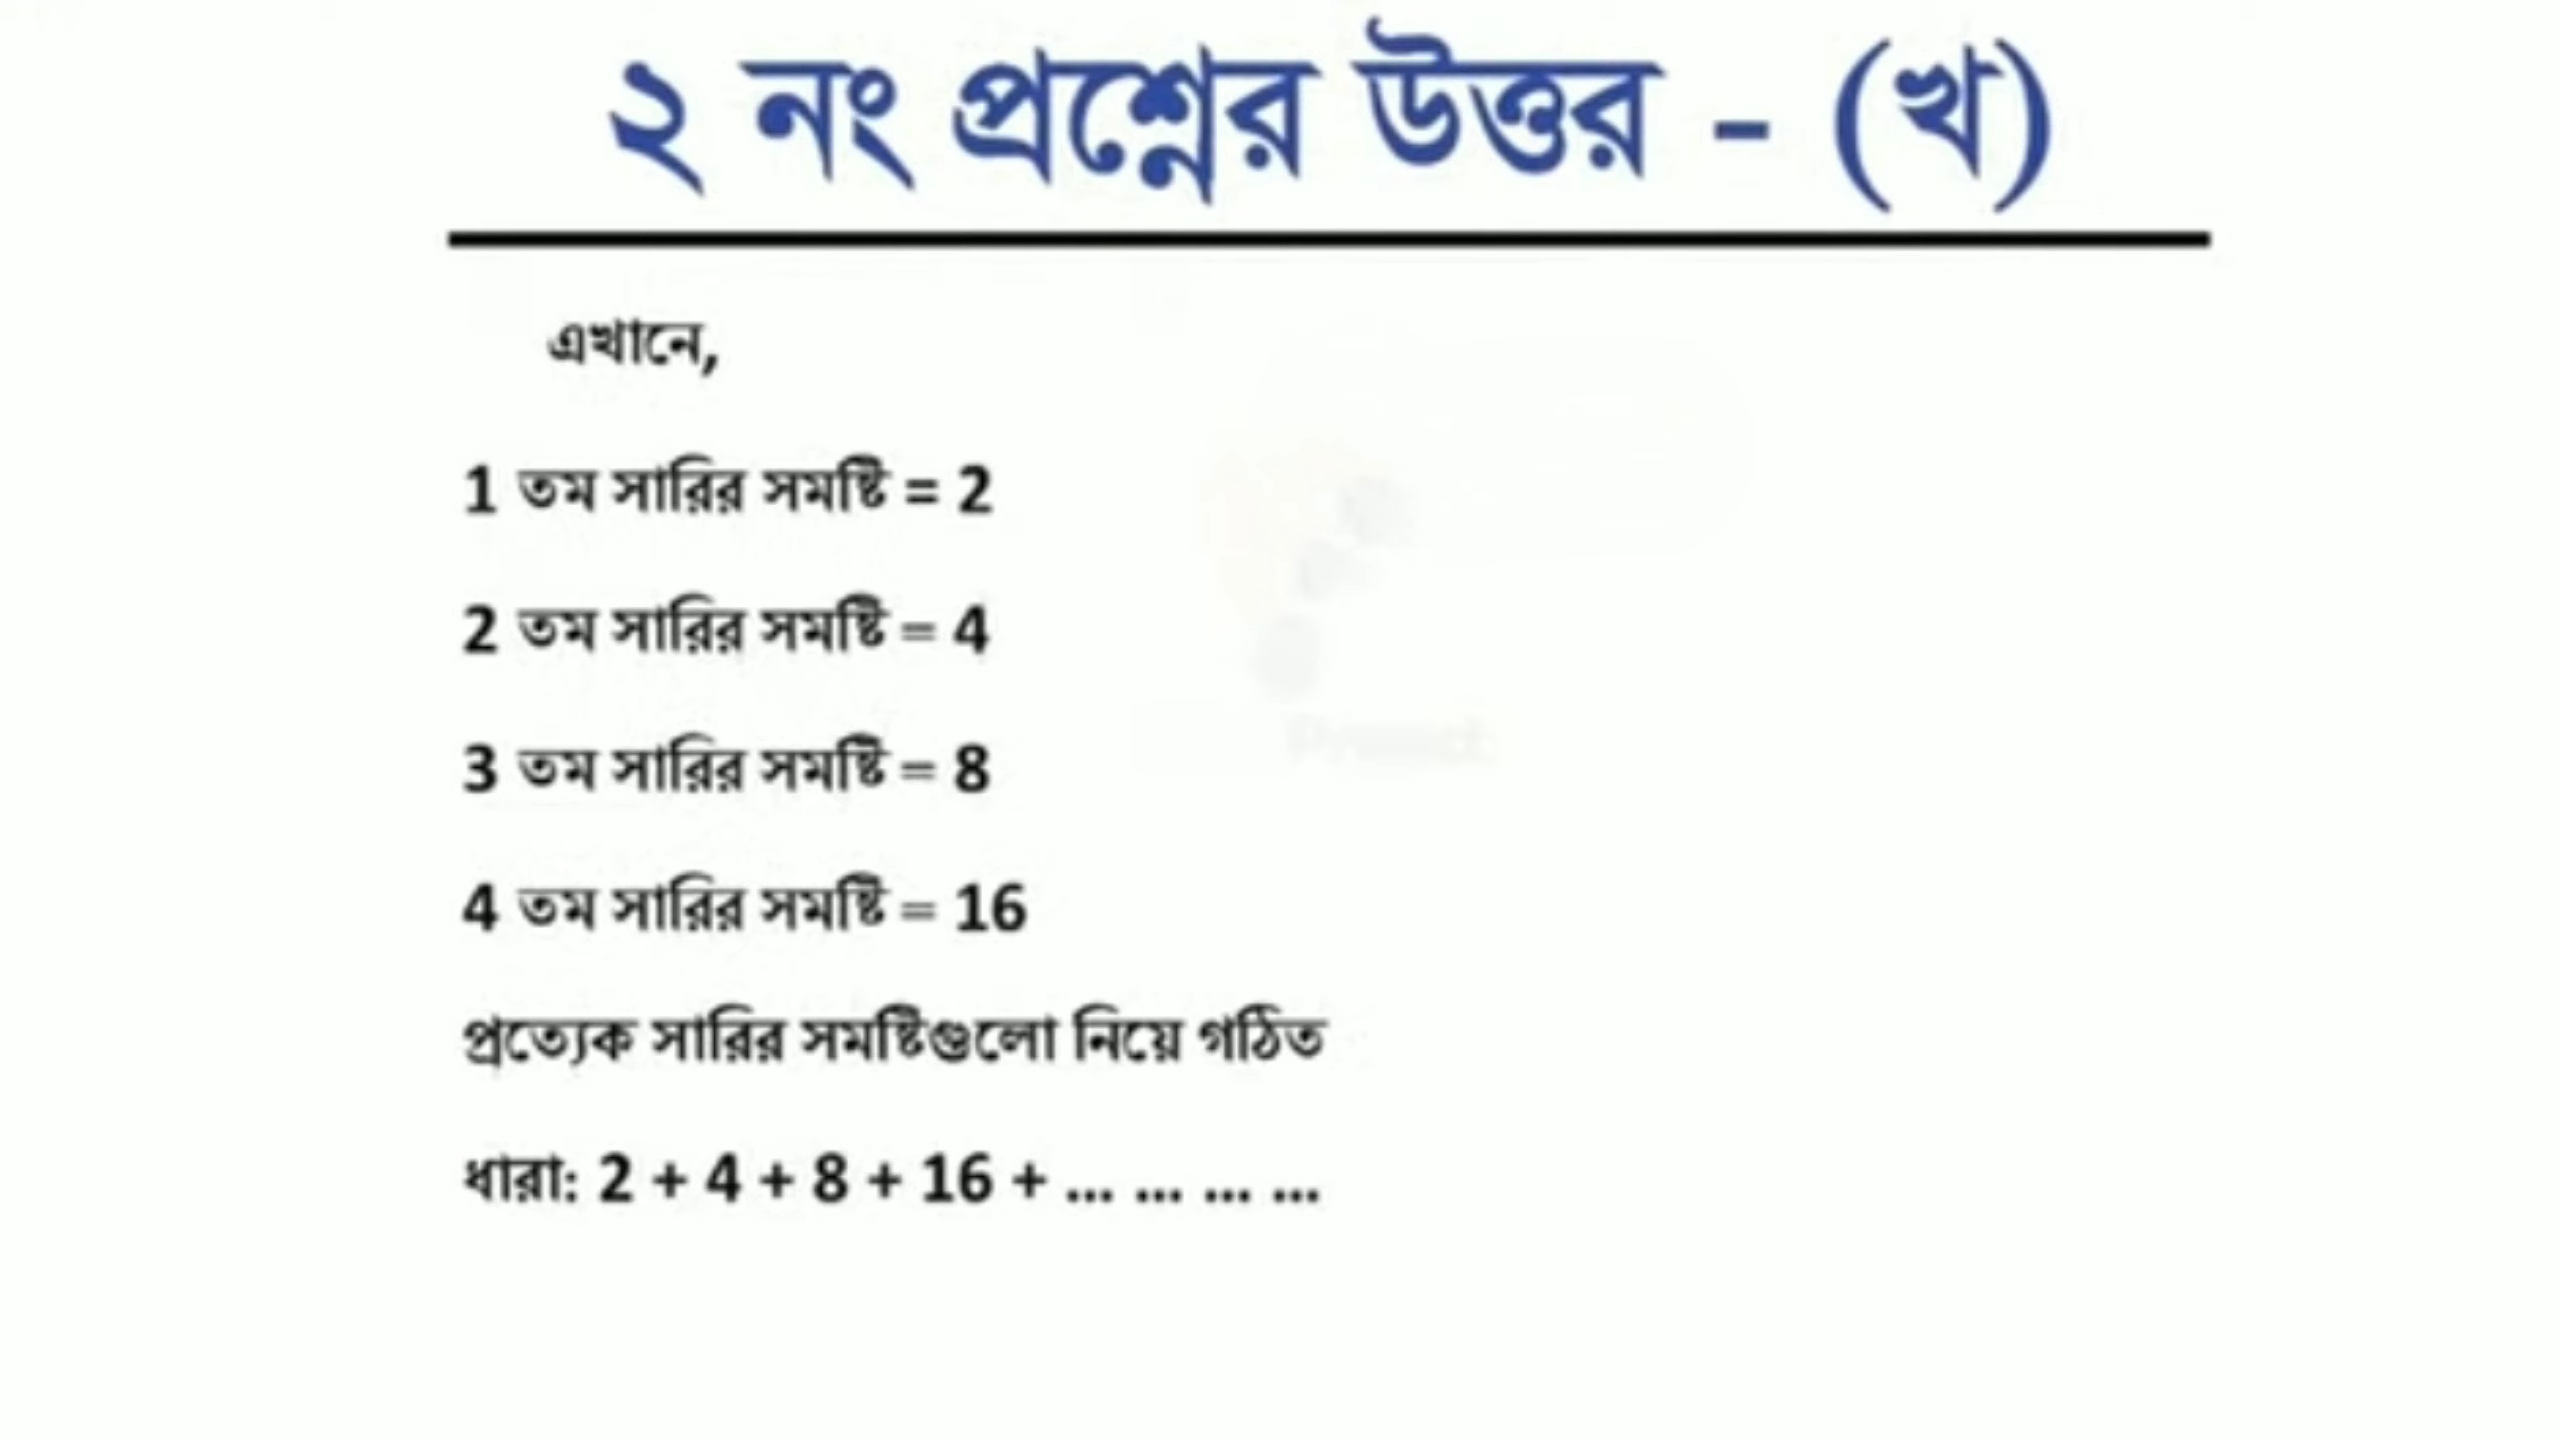 ২ নং প্রশ্নের উত্তর - (খ)
এখানে,
1 তম সারির সমষ্টি = 2
2 তম সারির সমষ্টি = 4
3 তম সারির সমষ্টি = 8
4 তম সারির সমষ্টি = 16
প্রত্যেক সারির সমষ্টিগুলো নিয়ে গঠিত
ধারা: 2 + 4 + 8 + 16 + ... ... ... ...